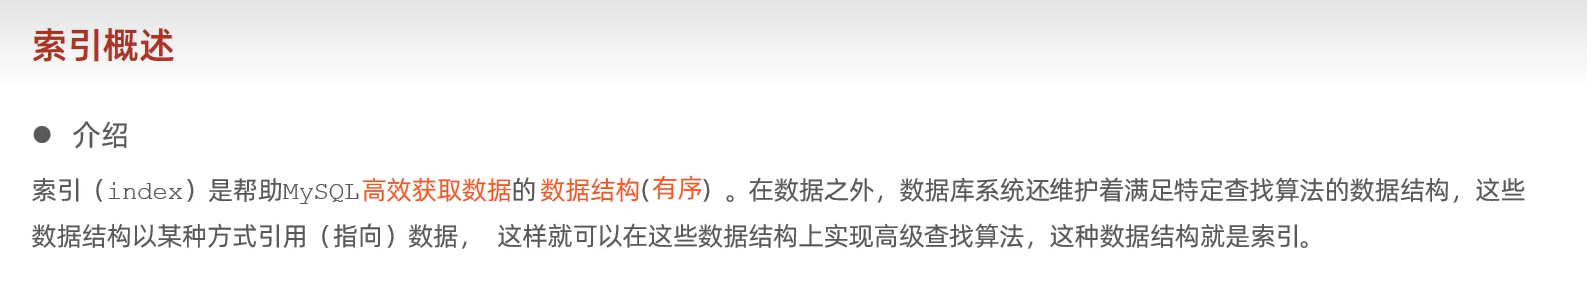 索引概述
● 介绍
索引（index）是帮助MySQL高效获取数据的数据结构(有序)。在数据之外，数据库系统还维护着满足特定查找算法的数据结构，这些
数据结构以某种方式引用（指向）数据， 这样就可以在这些数据结构上实现高级查找算法，这种数据结构就是索引。